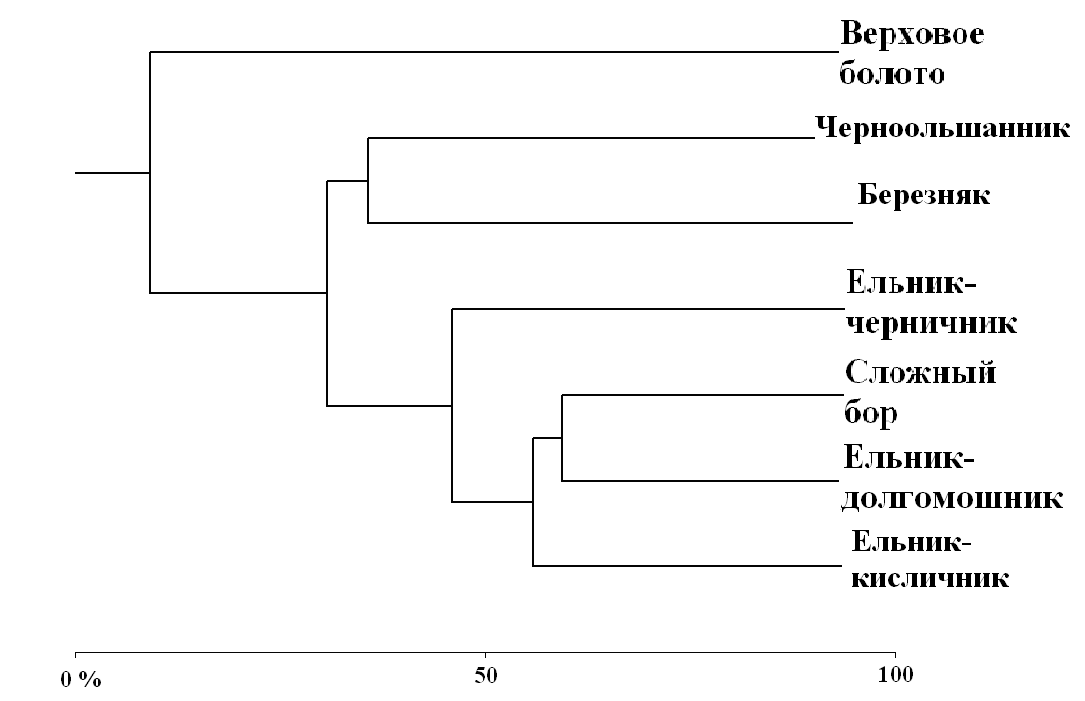 Верховое
болото
Черноольшанник
Березняк
Ельник-
черничник
Сложный
бор
Ельник-
долгомошник
Ельник-
кисличник
0 %
50
100